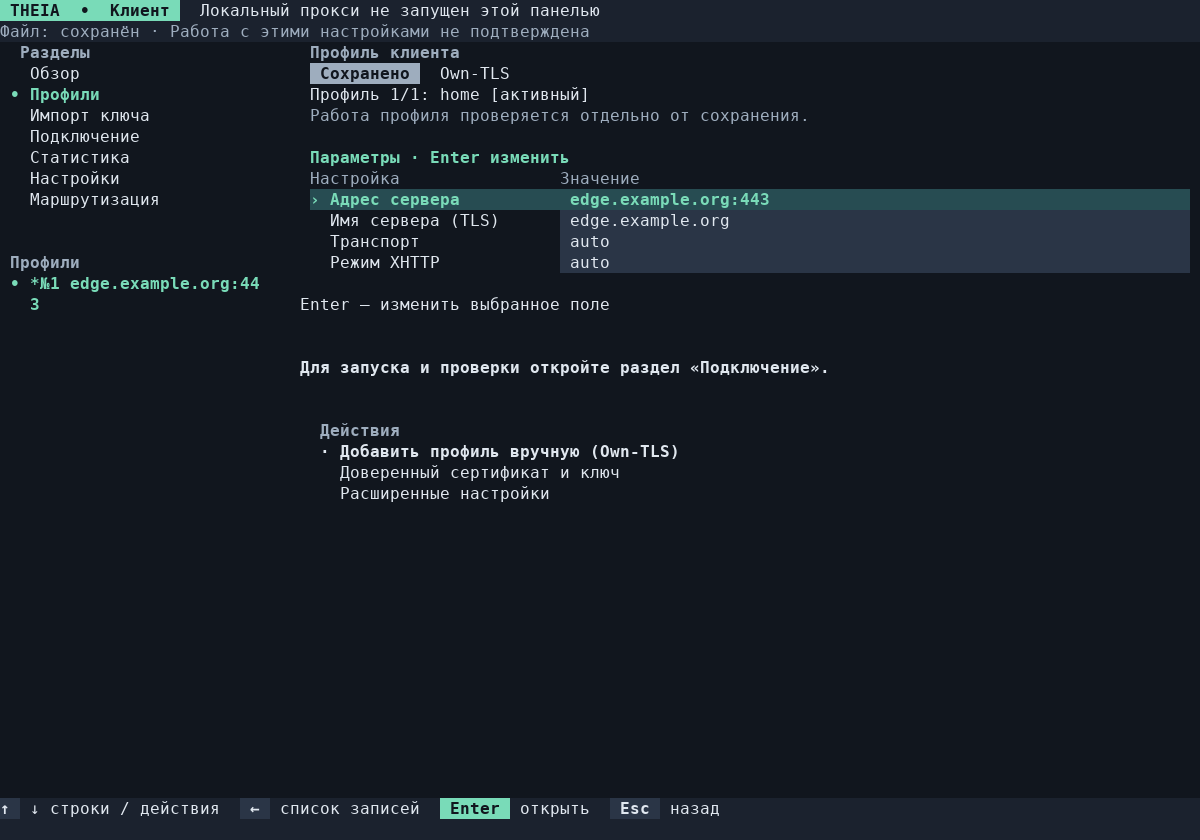 THEIA • Клиент Локальный прокси не запущен этой панелью
Файл: сохранён · Работа с этими настройками не подтверждена
Разделы
Обзор
• Профили
Импорт ключа
Подключение
Статистика
Настройки
Маршрутизация
Профили
• *№1 edge.example.org:44
3
Профиль клиента
Сохранено Own-TLS
Профиль 1/1: home [активный]
Работа профиля проверяется отдельно от сохранения.
Параметры · Enter изменить
Настройка Значение
› Адрес сервера edge.example.org:443
Имя сервера (TLS) edge.example.org
Транспорт auto
Режим XHTTP auto
Enter — изменить выбранное поле
Для запуска и проверки откройте раздел «Подключение».
Действия
· Добавить профиль вручную (Own-TLS)
Доверенный сертификат и ключ
Расширенные настройки
↑ ↓ строки / действия ← список записей Enter открыть Esc назад